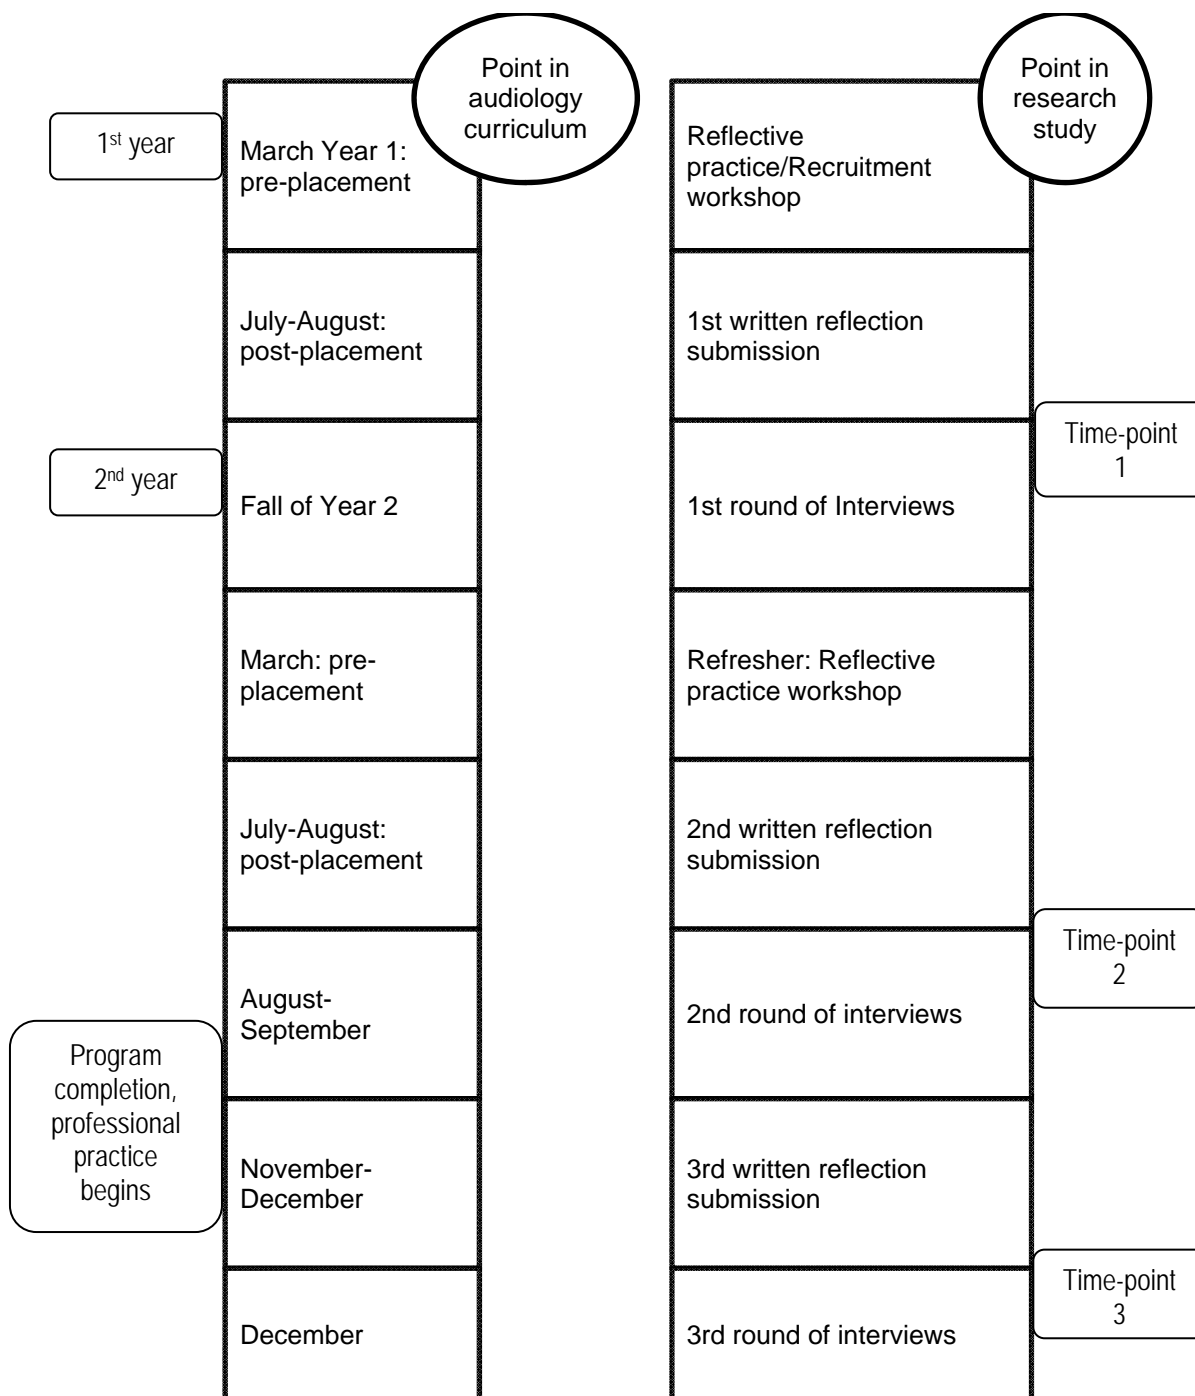 Point in
audiology
curriculum
Point in
research
study
1st year
March Year 1:
pre-placement
Reflective
practice/Recruitment
workshop
July-August:
post-placement
1st written reflection
submission
Time-point
1
2nd year
Fall of Year 2
1st round of Interviews
March: pre-
placement
Refresher: Reflective
practice workshop
July-August:
post-placement
2nd written reflection
submission
Time-point
2
August-
September
2nd round of interviews
Program
completion,
professional
practice
begins
November-
December
3rd written reflection
submission
Time-point
3
December
3rd round of interviews